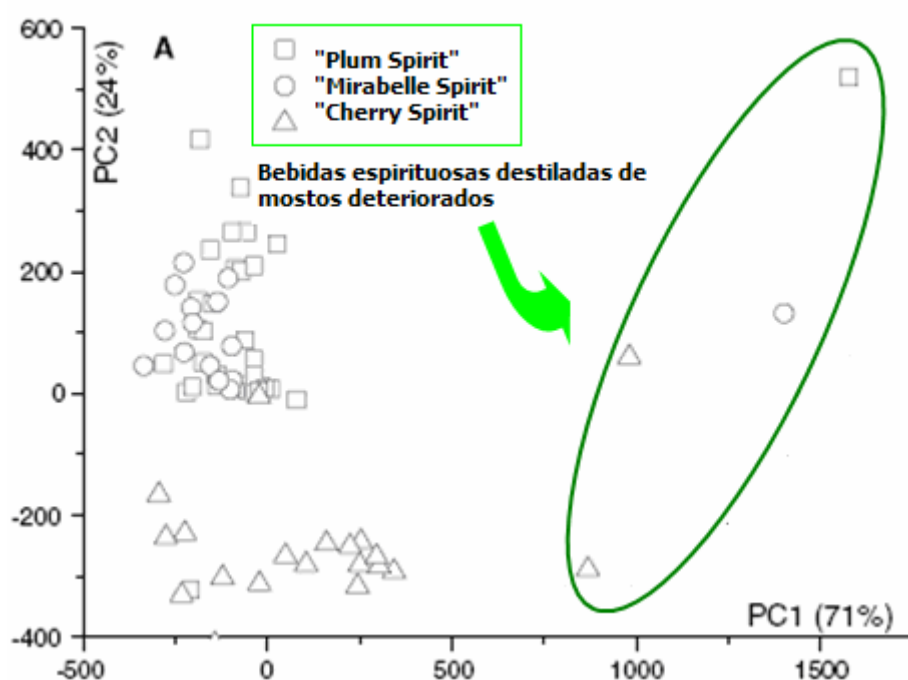 600
A
"Plum Spirit"
"Mirabelle Spirit"
"Cherry Spirit"
PC2 (24%)
400
Bebidas espirituosas destiladas de
mostos deteriorados
200
0
-200
-400
PC1 (71%)
-500
0
500
1000
1500